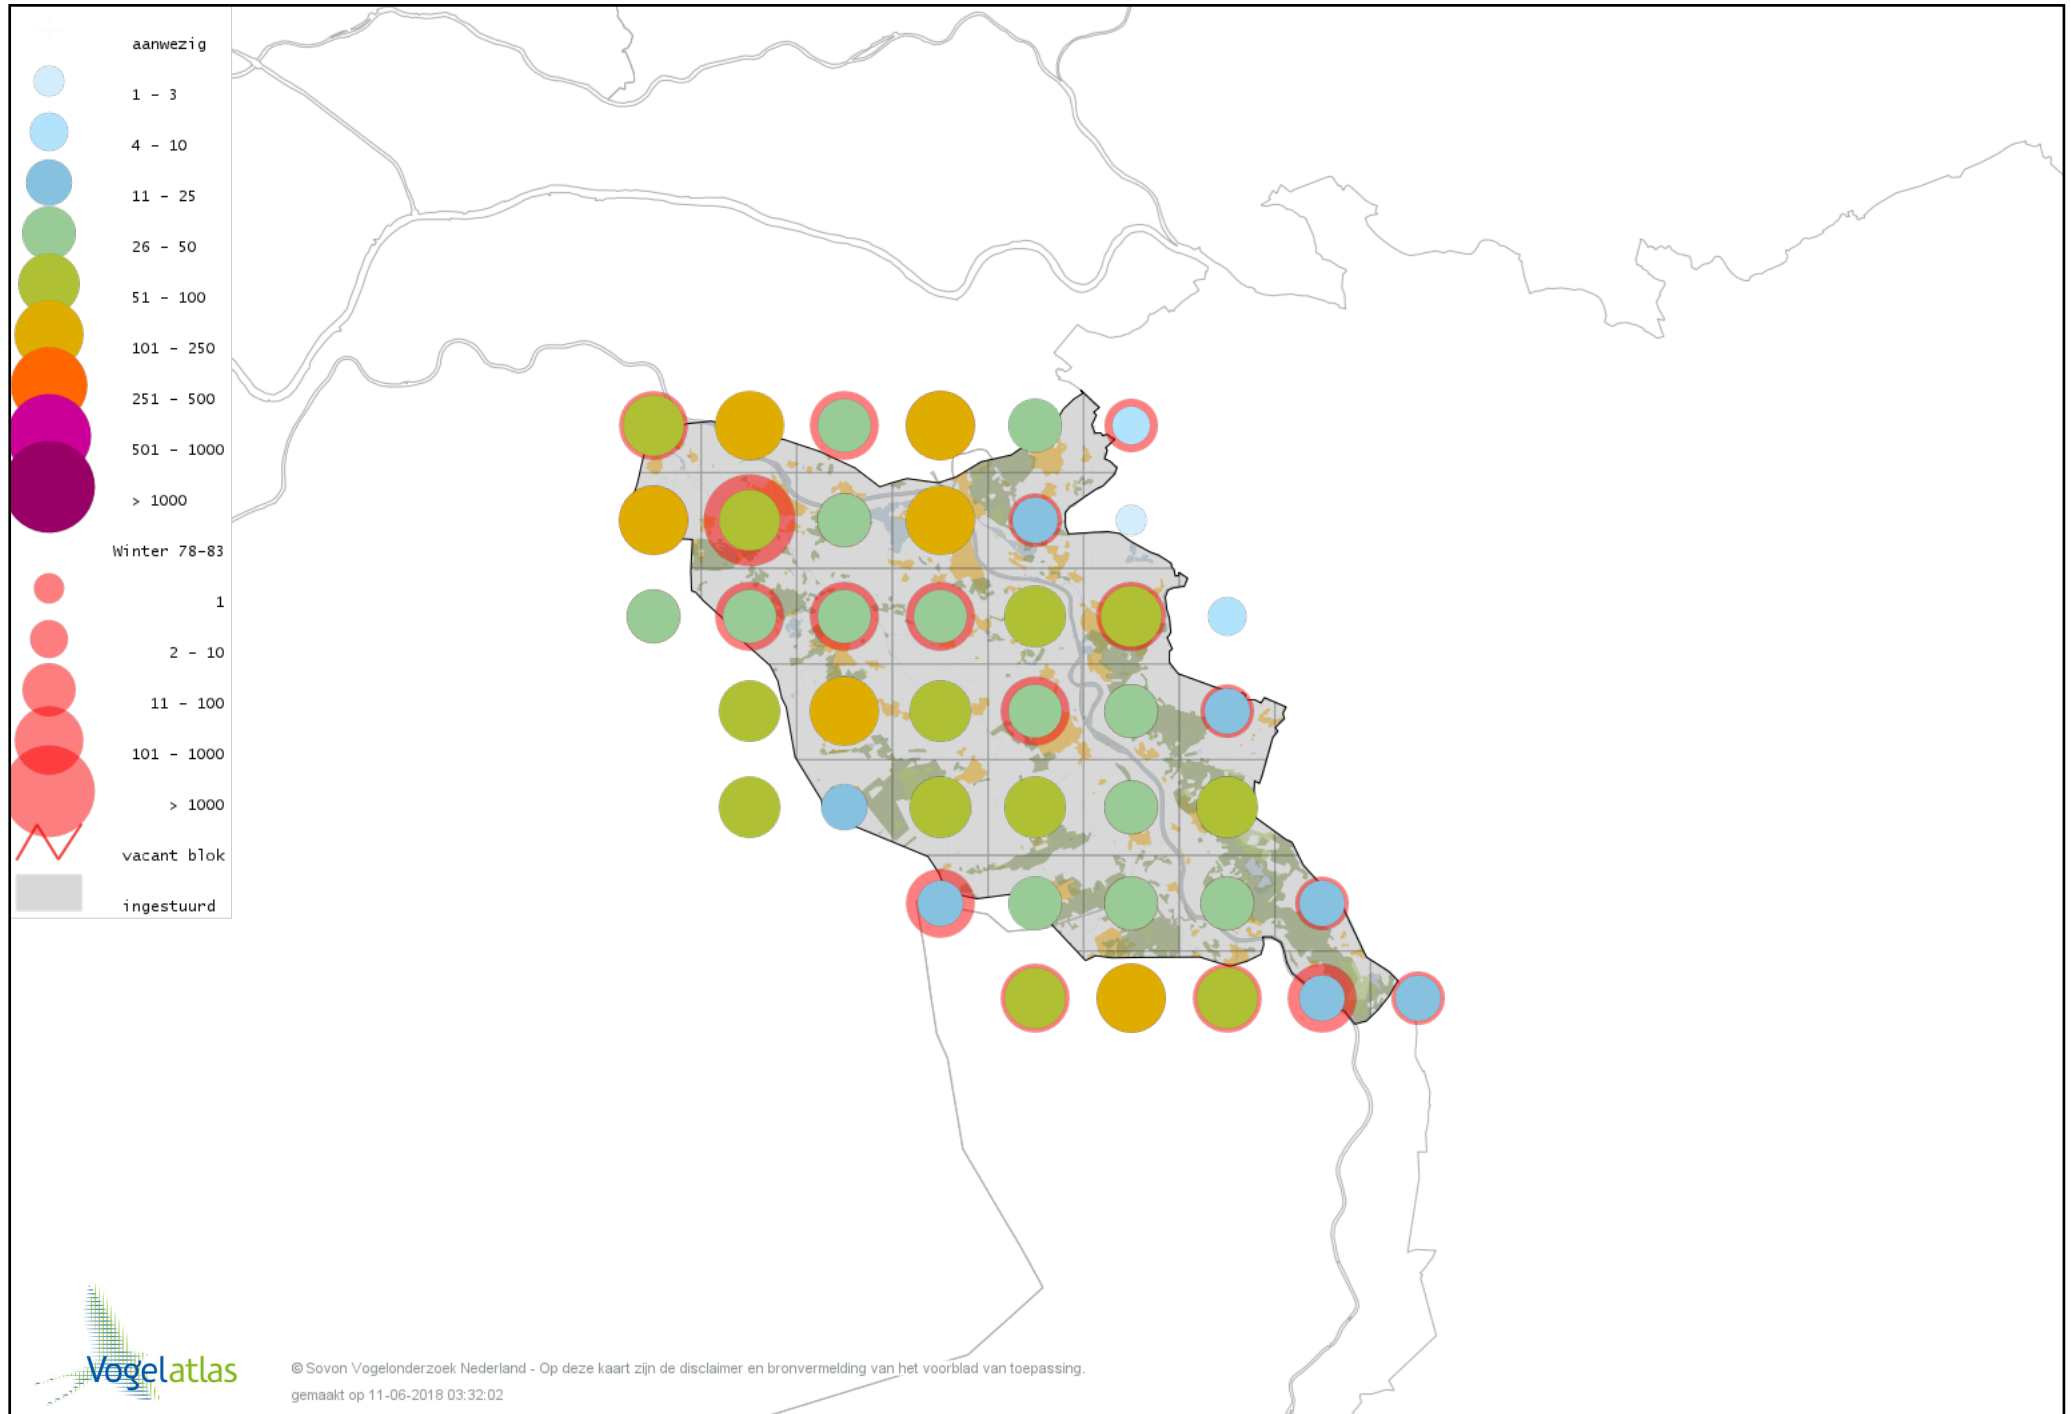 aanwezig
1 - 3
4 - 10
11 - 25
26 - 50
51 - 100
101 - 250
251 - 500
501 - 1000
> 1000
Winter 78-83
1
2 - 10
11 - 100
101 - 1000
> 1000
vacant blok
ingestuurd
Vogelatlas
© Sovon Vogelonderzoek Nederland - Op deze kaart zijn de disclaimer en bronvermelding van het voorblad van toepassing.
gemaakt op 11-06-2018 03:32:02